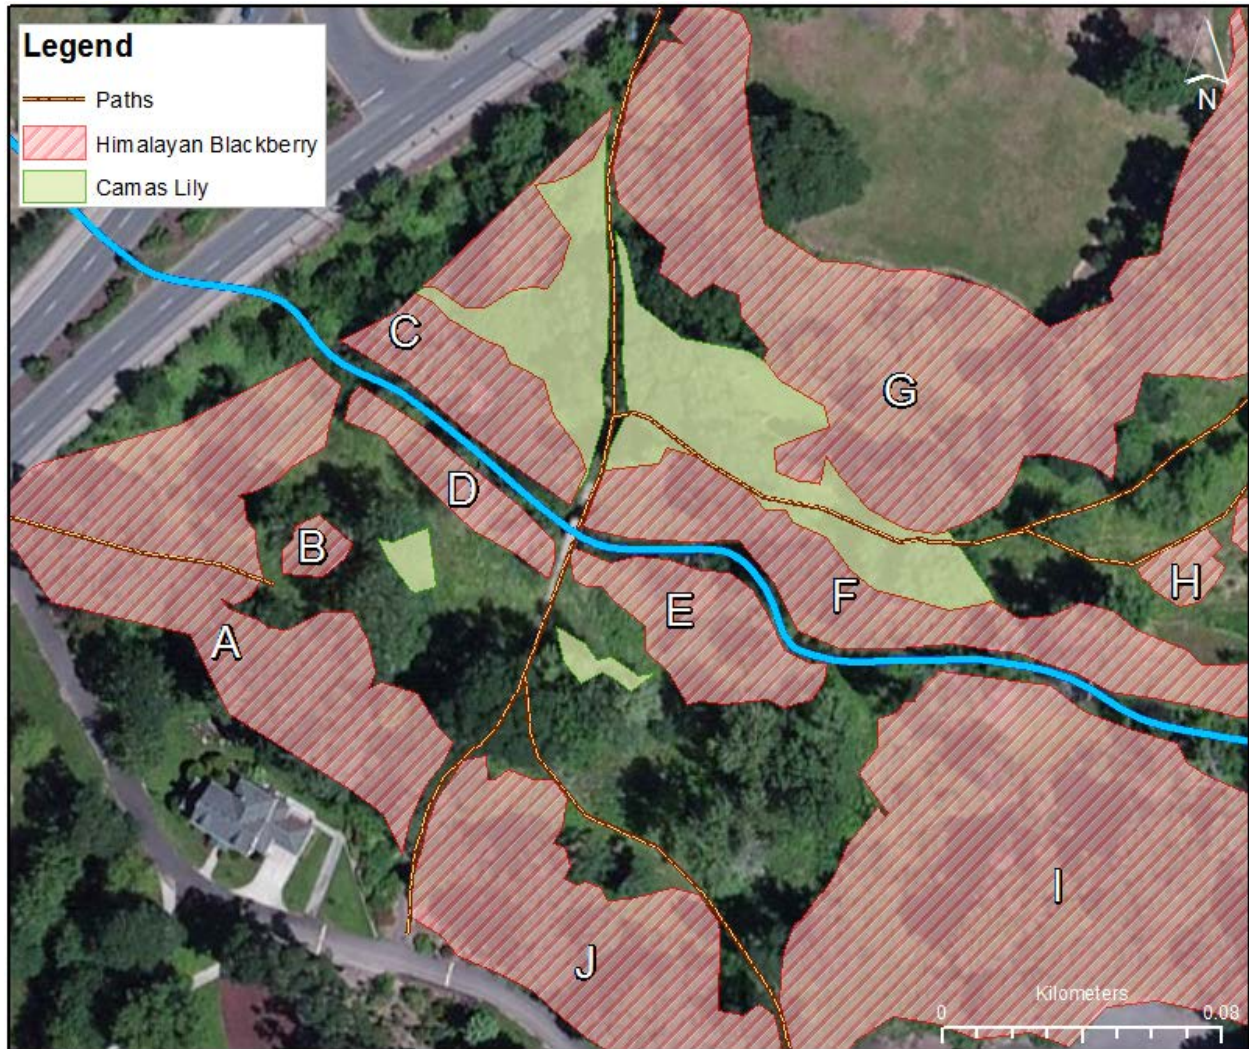 Legend
Paths
Himalayan Blackberry
Camas Lily
N
C
G
D
B
H
F
E
A
I
J
Kilometers
0 0.08